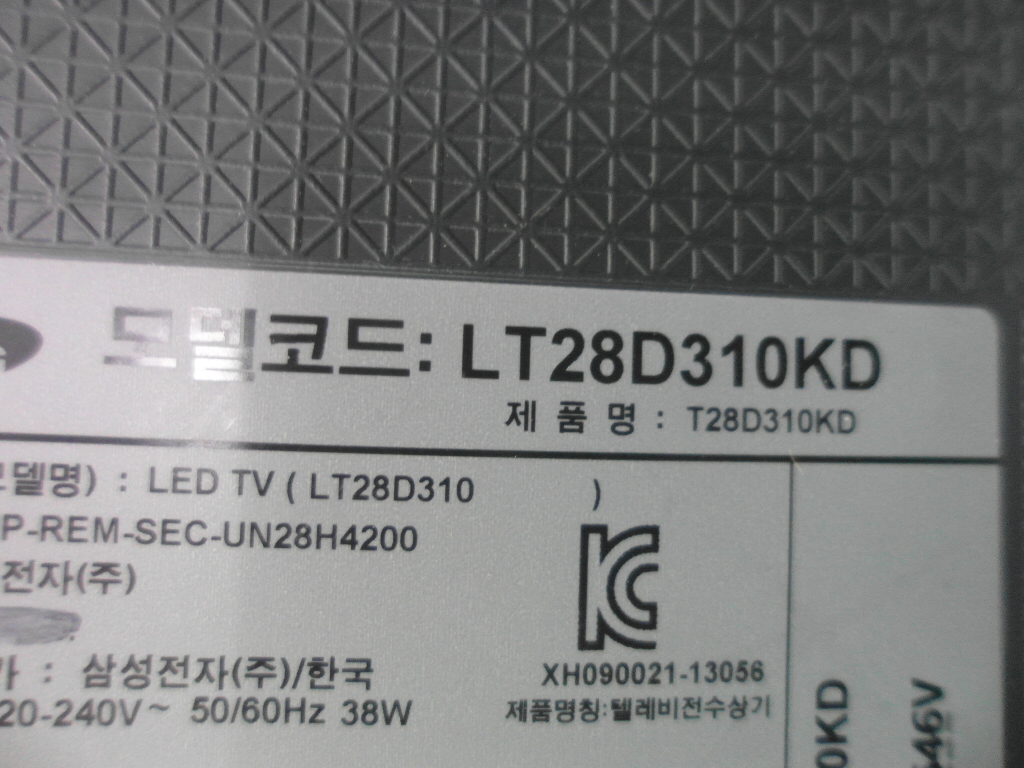 모델코드: LT28D310KD
제 품 명 : T28D310KD
모델명) : LED TV ( LT28D310 )
P-REM-SEC-UN28H4200
전자(주)
: 삼성전자(주)/한국
20-240V~ 50/60Hz 38W
XH090021-13056
제품명칭:텔레비전수상기
0KD
546V